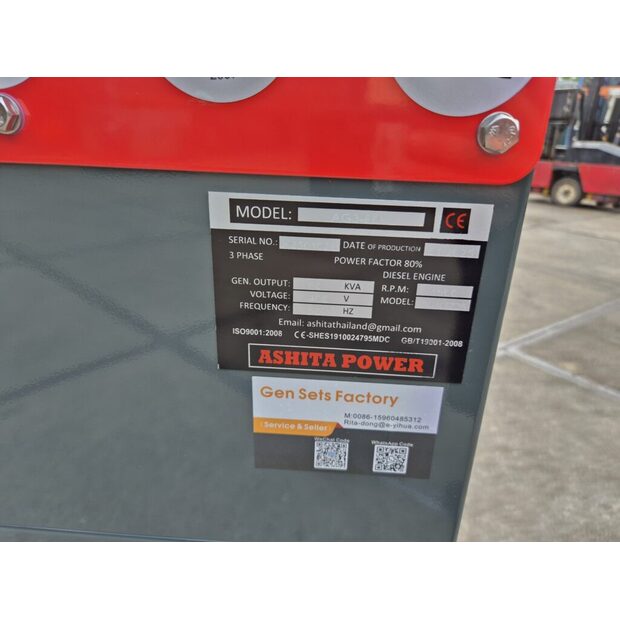 MODEL:
CE
SERIAL NO.: DATE OF PRODUCTION
3 PHASE POWER FACTOR 80%
DIESEL ENGINE
GEN. OUTPUT: KVA R.P.M
VOLTAGE: V MODEL:
FREQUENCY: HZ
Email: ashitathailand@gmail.com
ISO9001:2008 CE-SHES1910024795MDC GB/T19001-2008
ASHITA POWER
Gen Sets Factory
M:0086-15960485312
Rita-dong@e-yihua.com
Service & Seller
WeChat Code WhatsApp Code